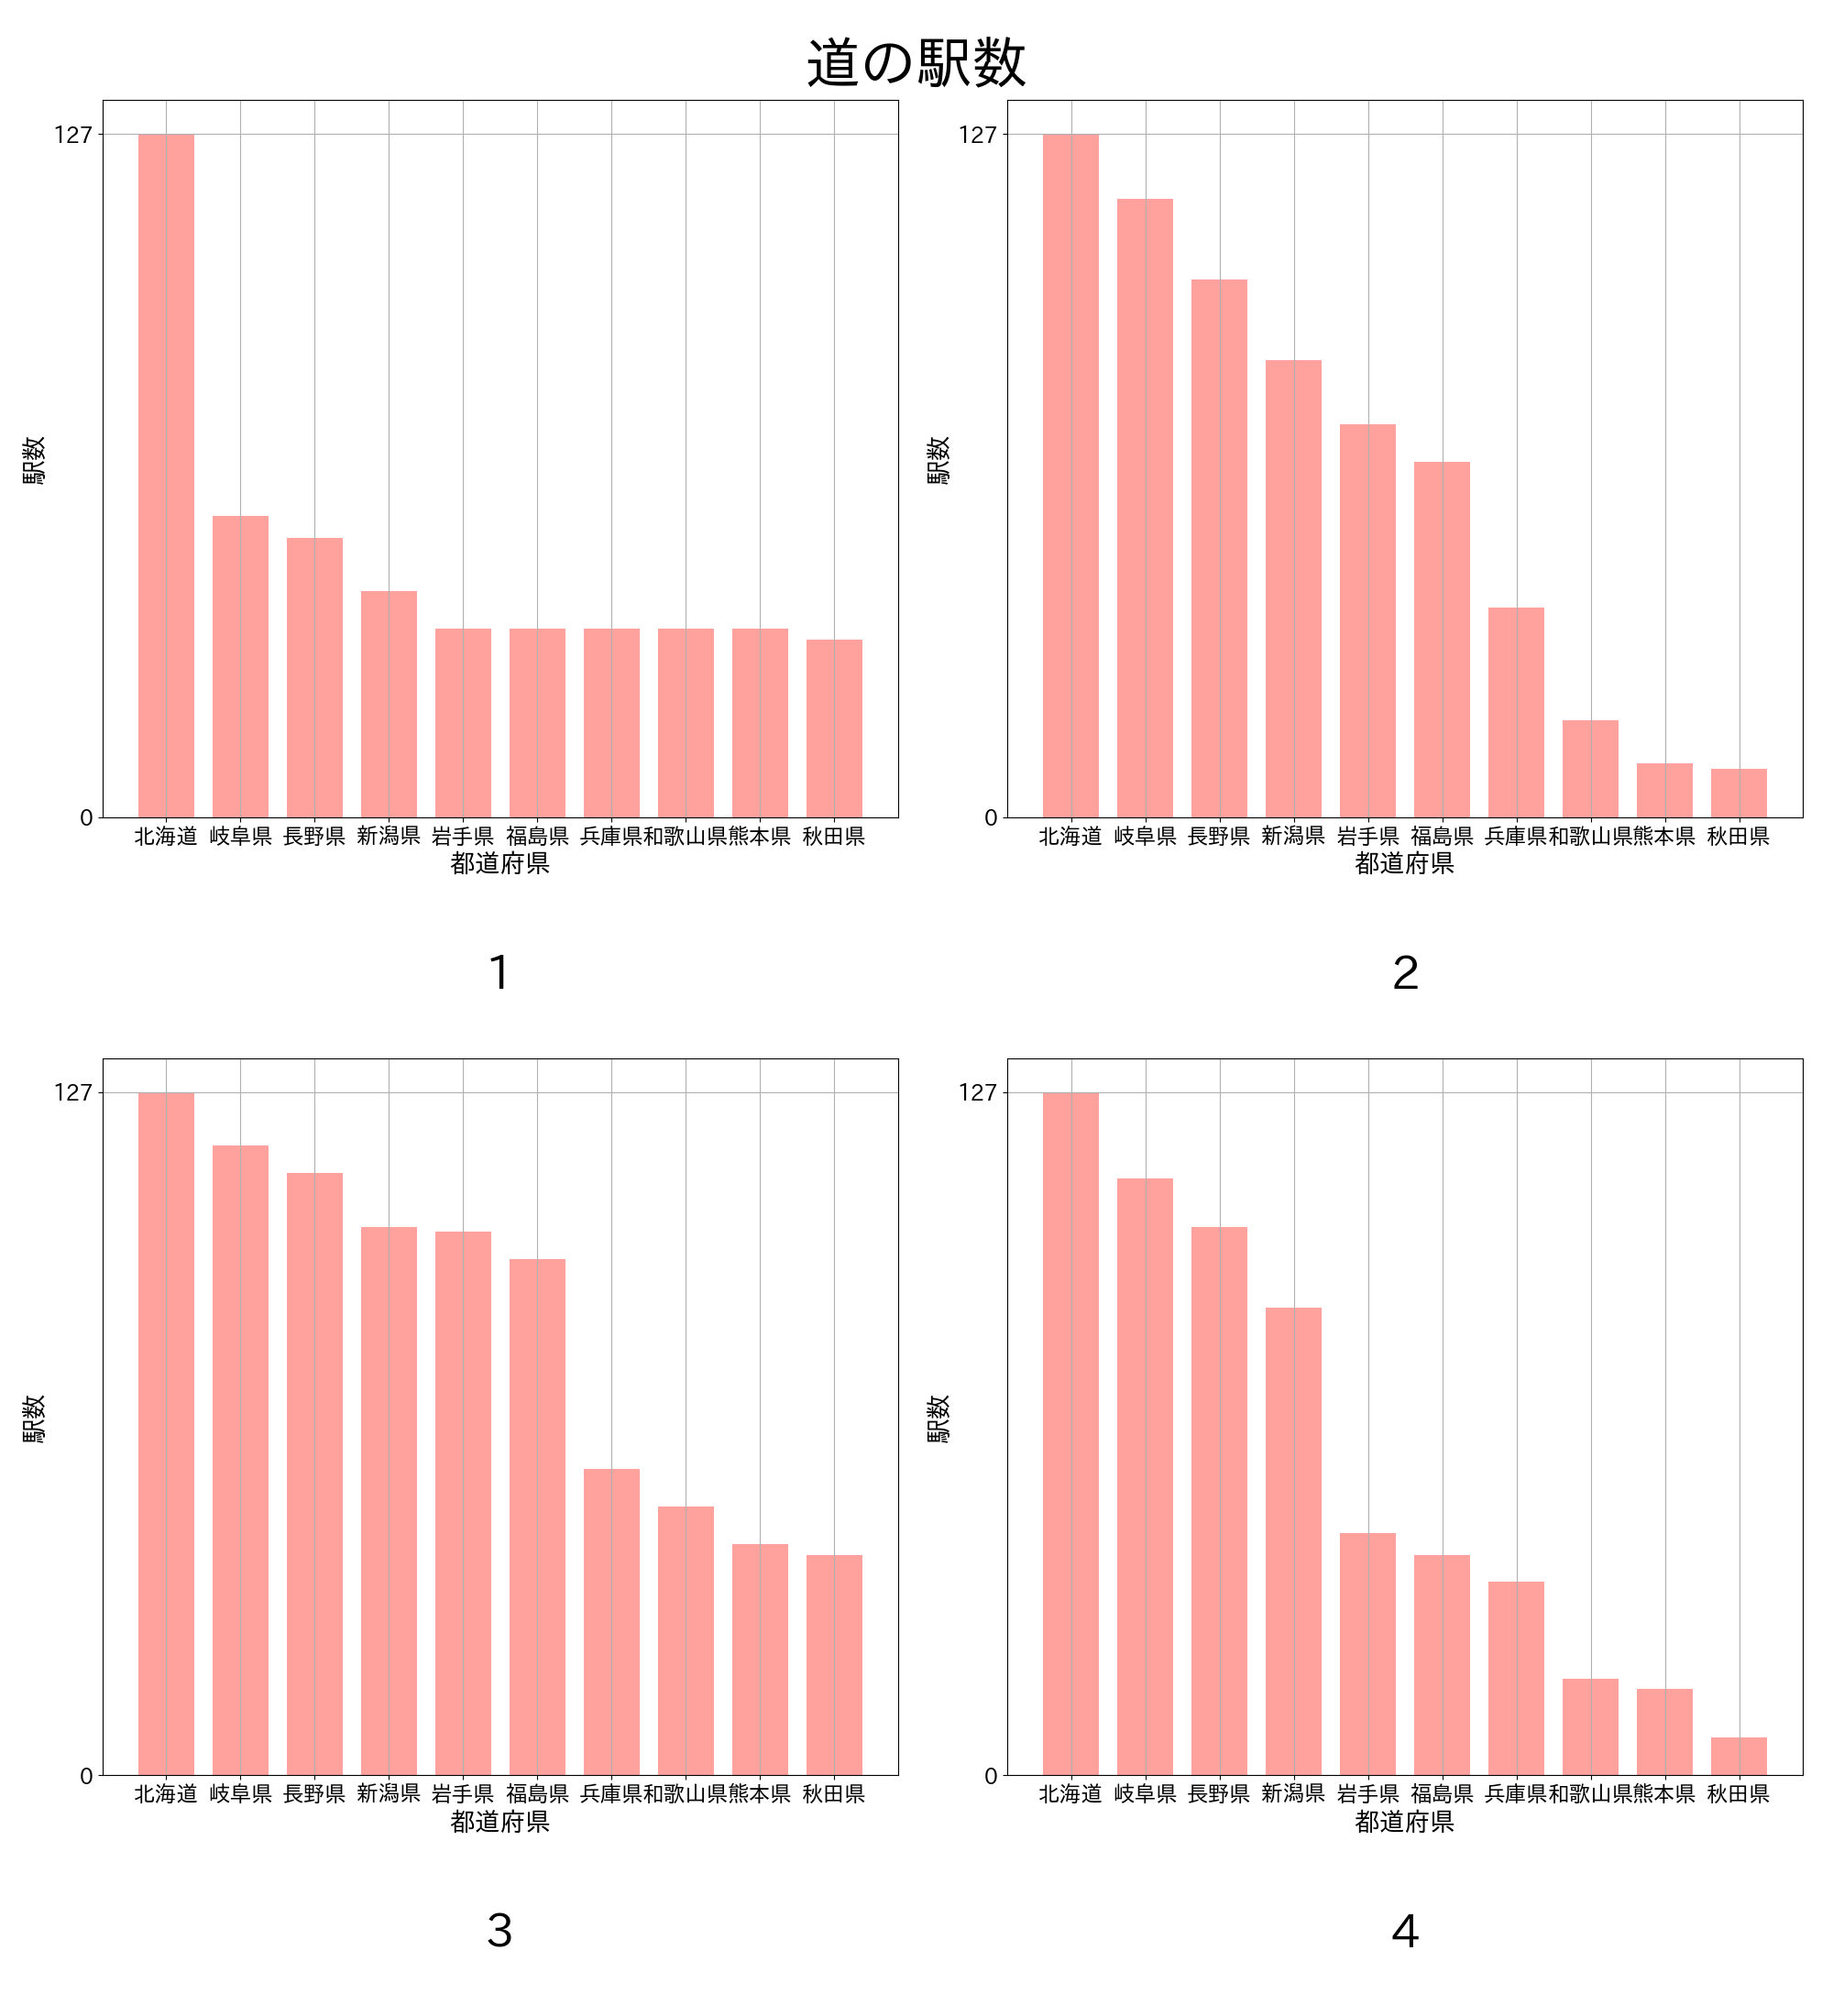 道の駅数
127
0
駅数
北海道 岐阜県 長野県 新潟県 岩手県 福島県 兵庫県 和歌山県 熊本県 秋田県
都道府県
1
127
0
駅数
北海道 岐阜県 長野県 新潟県 岩手県 福島県 兵庫県 和歌山県 熊本県 秋田県
都道府県
2
127
0
駅数
北海道 岐阜県 長野県 新潟県 岩手県 福島県 兵庫県 和歌山県 熊本県 秋田県
都道府県
3
127
0
駅数
北海道 岐阜県 長野県 新潟県 岩手県 福島県 兵庫県 和歌山県 熊本県 秋田県
都道府県
4